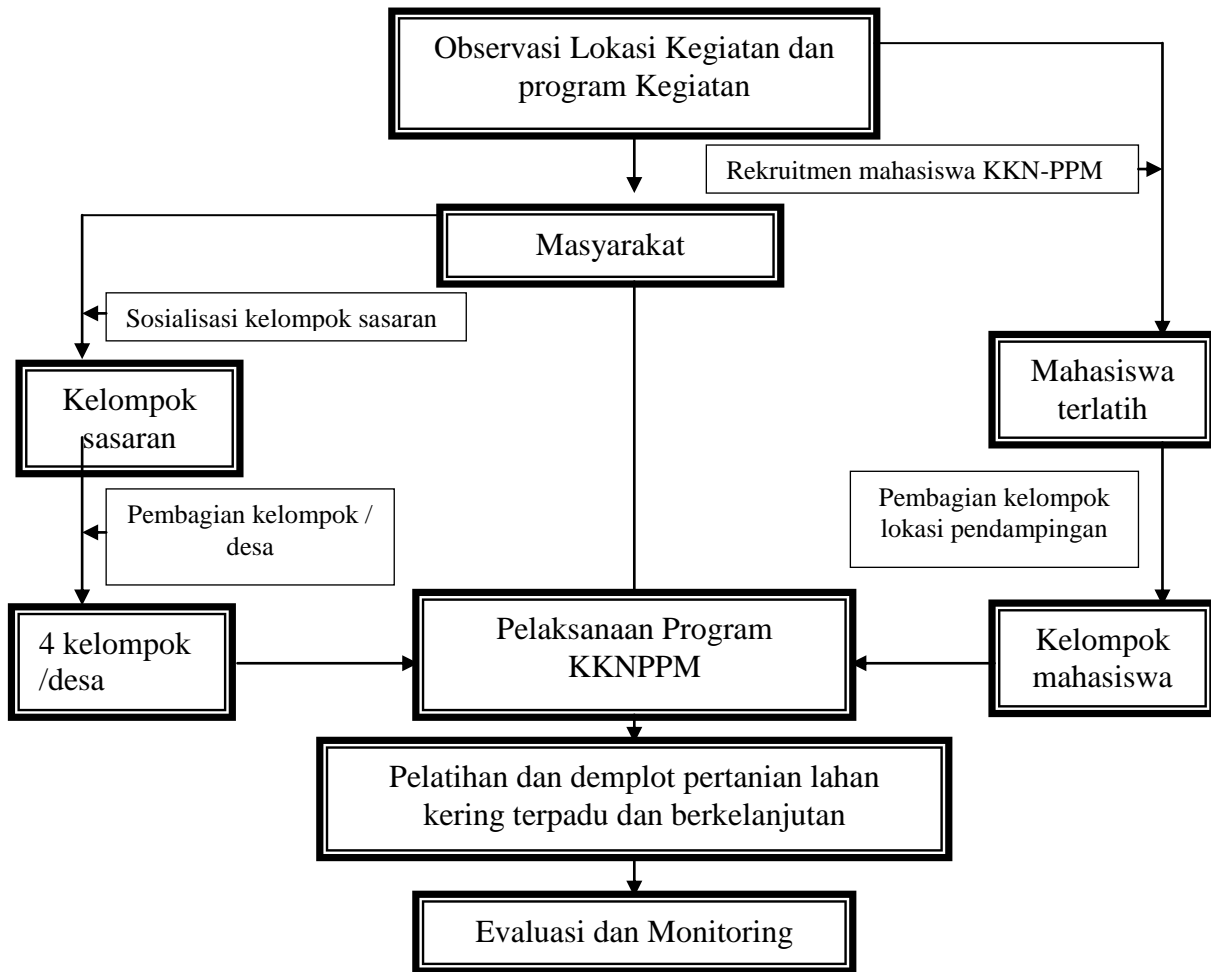 Observasi Lokasi Kegiatan dan
program Kegiatan
Rekruitmen mahasiswa KKN-PPM
Masyarakat
Sosialisasi kelompok sasaran
Kelompok
sasaran
Mahasiswa
terlatih
Pembagian kelompok /
desa
Pembagian kelompok
lokasi pendampingan
4 kelompok
/desa
Pelaksanaan Program
KKNPPM
Kelompok
mahasiswa
Pelatihan dan demplot pertanian lahan
kering terpadu dan berkelanjutan
Evaluasi dan Monitoring